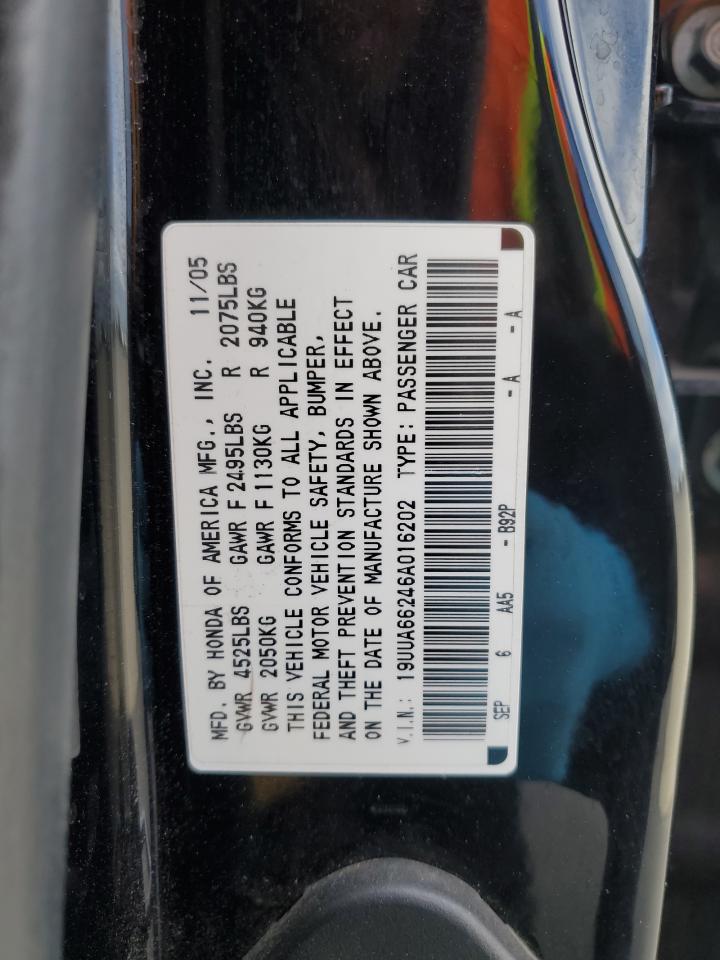 MFD. BY HONDA OF AMERICA MFG., INC. 11/05
GVWR 4525LBS GAWR F 2495LBS R 2075LBS
GVWR 2050KG GAWR F 1130KG R 940KG
THIS VEHICLE CONFORMS TO ALL APPLICABLE
FEDERAL MOTOR VEHICLE SAFETY, BUMPER,
AND THEFT PREVENTION STANDARDS IN EFFECT
ON THE DATE OF MANUFACTURE SHOWN ABOVE.
V.I.N.: 19UUA66246A016202 TYPE: PASSENGER CAR
SEP 6 AA5 - B92P - A - A